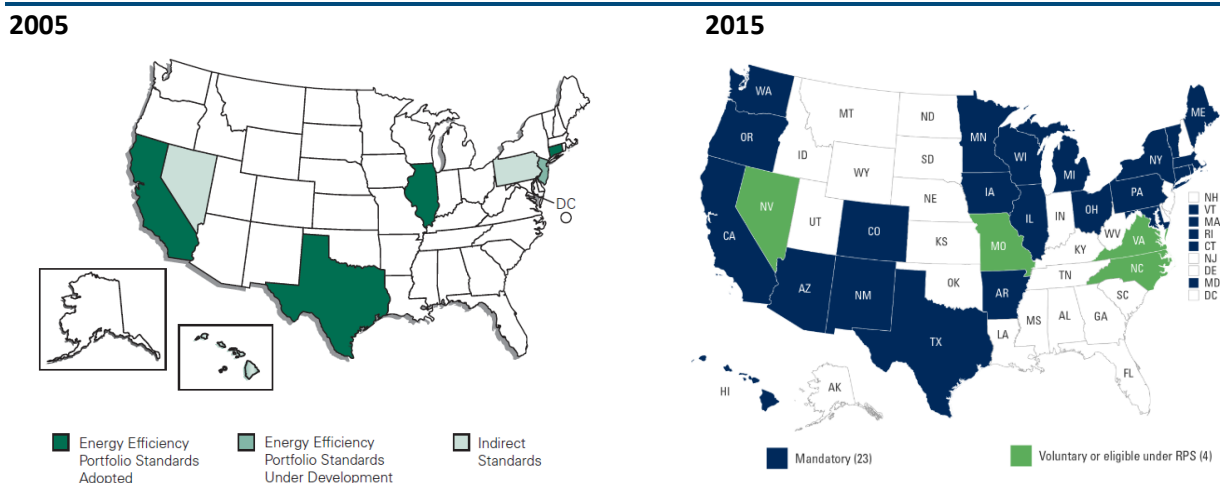 2005
2015
DC
Energy Efficiency
Portfolio Standards
Adopted
Energy Efficiency
Portfolio Standards
Under Development
Indirect
Standards
WA
OR
CA
NV
ID
MT
WY
UT
AZ
CO
NM
ND
SD
NE
KS
OK
TX
MN
IA
MO
AR
LA
WI
IL
MI
IN
OH
KY
TN
MS
AL
GA
FL
SC
NC
VA
WV
PA
NY
ME
NH
VT
MA
RI
CT
NJ
DE
MD
DC
HI
AK
Mandatory (23)
Voluntary or eligible under RPS (4)